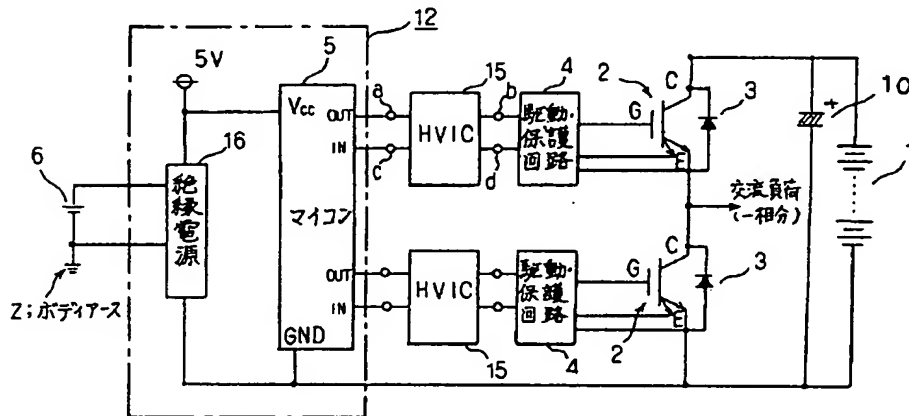 12
5V
5
Vcc
OUT
IN
マイコン
OUT
IN
GND
6
16
絶縁電源
Z;ボディアース
a
b
c
d
15
HVIC
4
駆動・
保護
回路
2
C
G
E
3
交流負荷
(一相分)
10
+
HVIC
15
駆動・
保護
回路
4
C
G
E
2
3